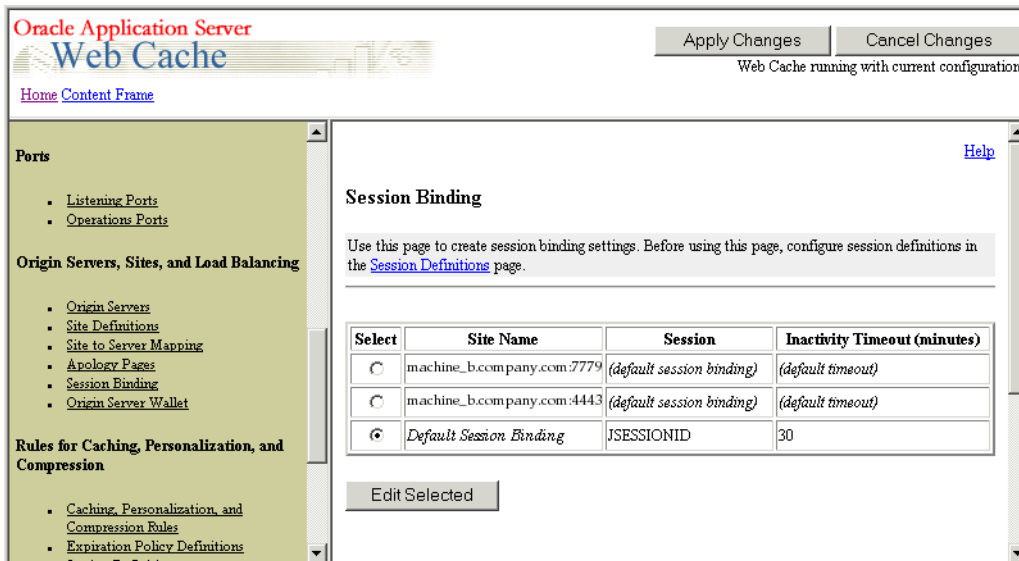 Oracle Application Server
Web Cache
Apply Changes
Cancel Changes
Web Cache running with current configuration
Home Content Frame
Ports
Listening Ports
Operations Ports
Origin Servers, Sites, and Load Balancing
Origin Servers
Site Definitions
Site to Server Mapping
Apology Pages
Session Binding
Origin Server Wallet
Rules for Caching, Personalization, and
Compression
Caching, Personalization, and
Compression Rules
Expiration Policy Definitions
Help
Session Binding
Use this page to create session binding settings. Before using this page, configure session definitions in
the Session Definitions page.
Select Site Name Session Inactivity Timeout (minutes)
machine_b.company.com:7779 (default session binding) (default timeout)
machine_b.company.com:4443 (default session binding) (default timeout)
Default Session Binding JSESSIONID 30
Edit Selected